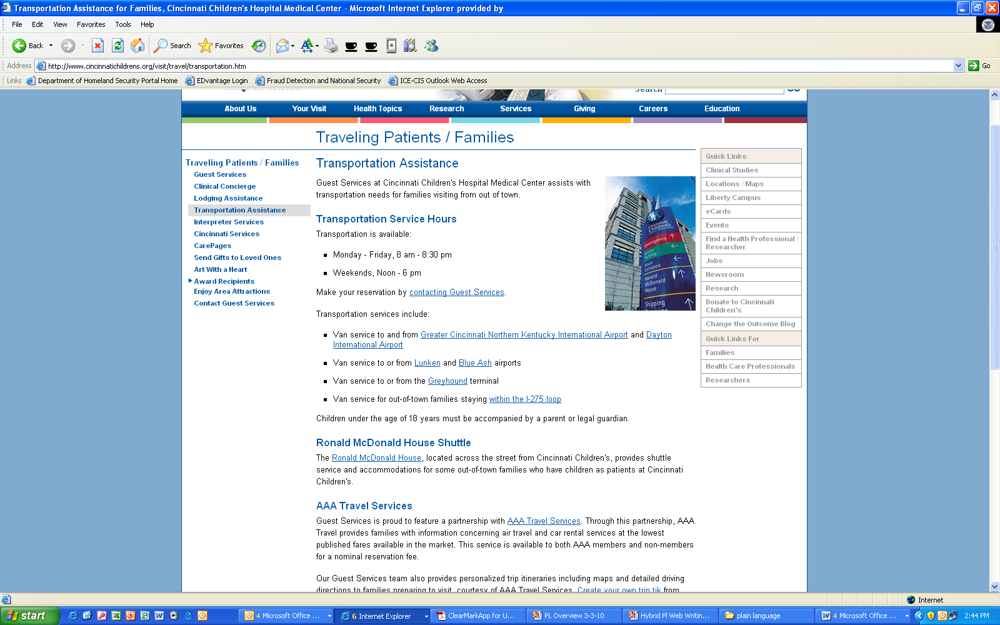 Transportation Assistance for Families, Cincinnati Children's Hospital Medical Center - Microsoft Internet Explorer provided by
File Edit View Favorites Tools Help
Back Search Favorites
Address http://www.cincinnatichildrens.org/visit/travel/transportation.htm Go
Links Department of Homeland Security Portal Home EDvantage Login Fraud Detection and National Security ICE-CIS Outlook Web Access
Search
About Us Your Visit Health Topics Research Services Giving Careers Education
Traveling Patients / Families
Traveling Patients / Families
Guest Services
Clinical Concierge
Lodging Assistance
Transportation Assistance
Interpreter Services
Cincinnati Services
CarePages
Send Gifts to Loved Ones
Art With a Heart
Award Recipients
Enjoy Area Attractions
Contact Guest Services
Transportation Assistance
Guest Services at Cincinnati Children's Hospital Medical Center assists with
transportation needs for families visiting from out of town.
Transportation Service Hours
Transportation is available:
Monday - Friday, 8 am - 8:30 pm
Weekends, Noon - 6 pm
Make your reservation by contacting Guest Services.
Transportation services include:
Van service to and from Greater Cincinnati Northern Kentucky International Airport and Dayton
International Airport
Van service to or from Lunken and Blue Ash airports
Van service to or from the Greyhound terminal
Van service for out-of-town families staying within the I-275 loop
Children under the age of 18 years must be accompanied by a parent or legal guardian.
Ronald McDonald House Shuttle
The Ronald McDonald House, located across the street from Cincinnati Children's, provides shuttle
service and accommodations for some out-of-town families who have children as patients at Cincinnati
Children's.
AAA Travel Services
Guest Services is proud to feature a partnership with AAA Travel Services. Through this partnership, AAA
Travel provides families with information concerning air travel and car rental services at the lowest
published fares available in the market. This service is available to both AAA members and non-members
for a nominal reservation fee.
Our Guest Services team also provides personalized trip itineraries including maps and detailed driving
directions to families preparing to visit, courtesy of AAA Travel Services. Create your own trip tik from
Cincinnati
Children's
Emergency
Visitor
Parking
Main
Entrance
Ronald
McDonald
House
Shipping
Receiving
Quick Links
Clinical Studies
Locations / Maps
Liberty Campus
eCards
Events
Find a Health Professional /
Researcher
Jobs
Newsroom
Research
Donate to Cincinnati
Children's
Change the Outcome Blog
Quick Links For
Families
Health Care Professionals
Researchers
Internet
start 4 Microsoft Office ... 6 Internet Explorer ClearMarkApp for U... PL Overview 3-3-10 Hybrid Pl Web Writin... plain language 4 Microsoft Office ... 2:44 PM